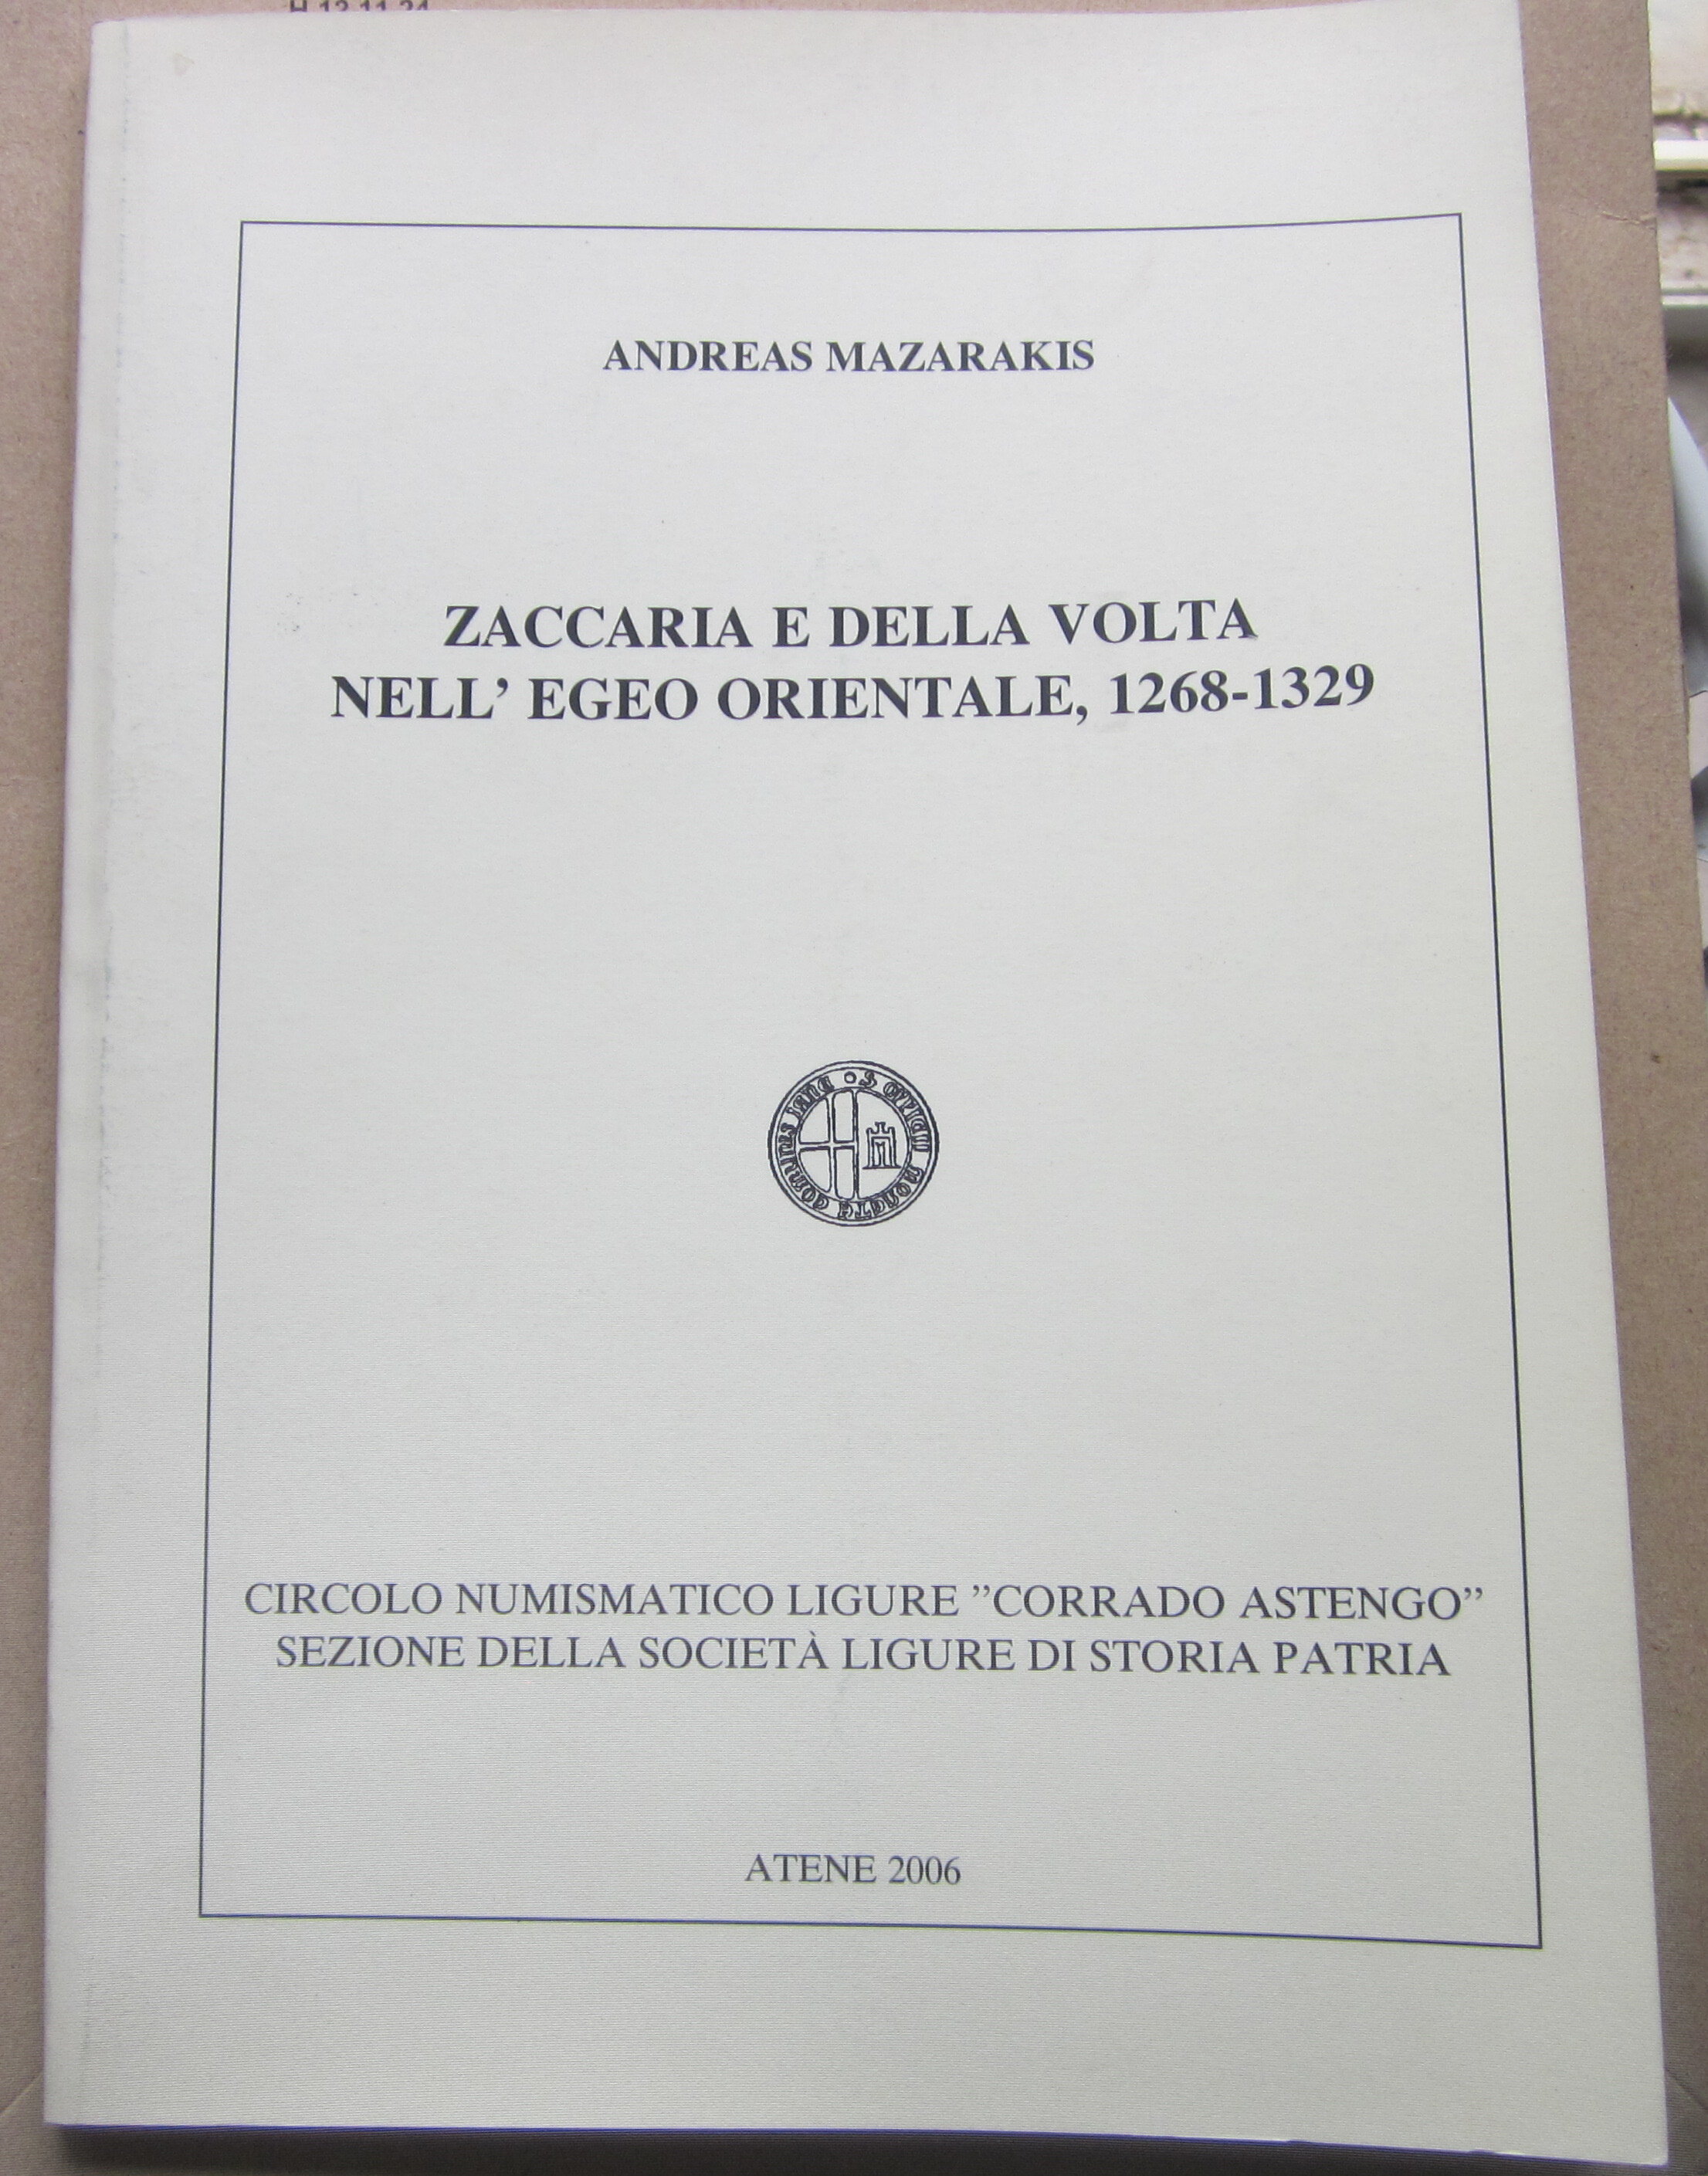 ANDREAS MAZARAKIS
ZACCARIA E DELLA VOLTA
NELL' EGEO ORIENTALE, 1268-1329
CIRCOLO NUMISMATICO LIGURE ”CORRADO ASTENGO”
SEZIONE DELLA SOCIETÀ LIGURE DI STORIA PATRIA
ATENE 2006